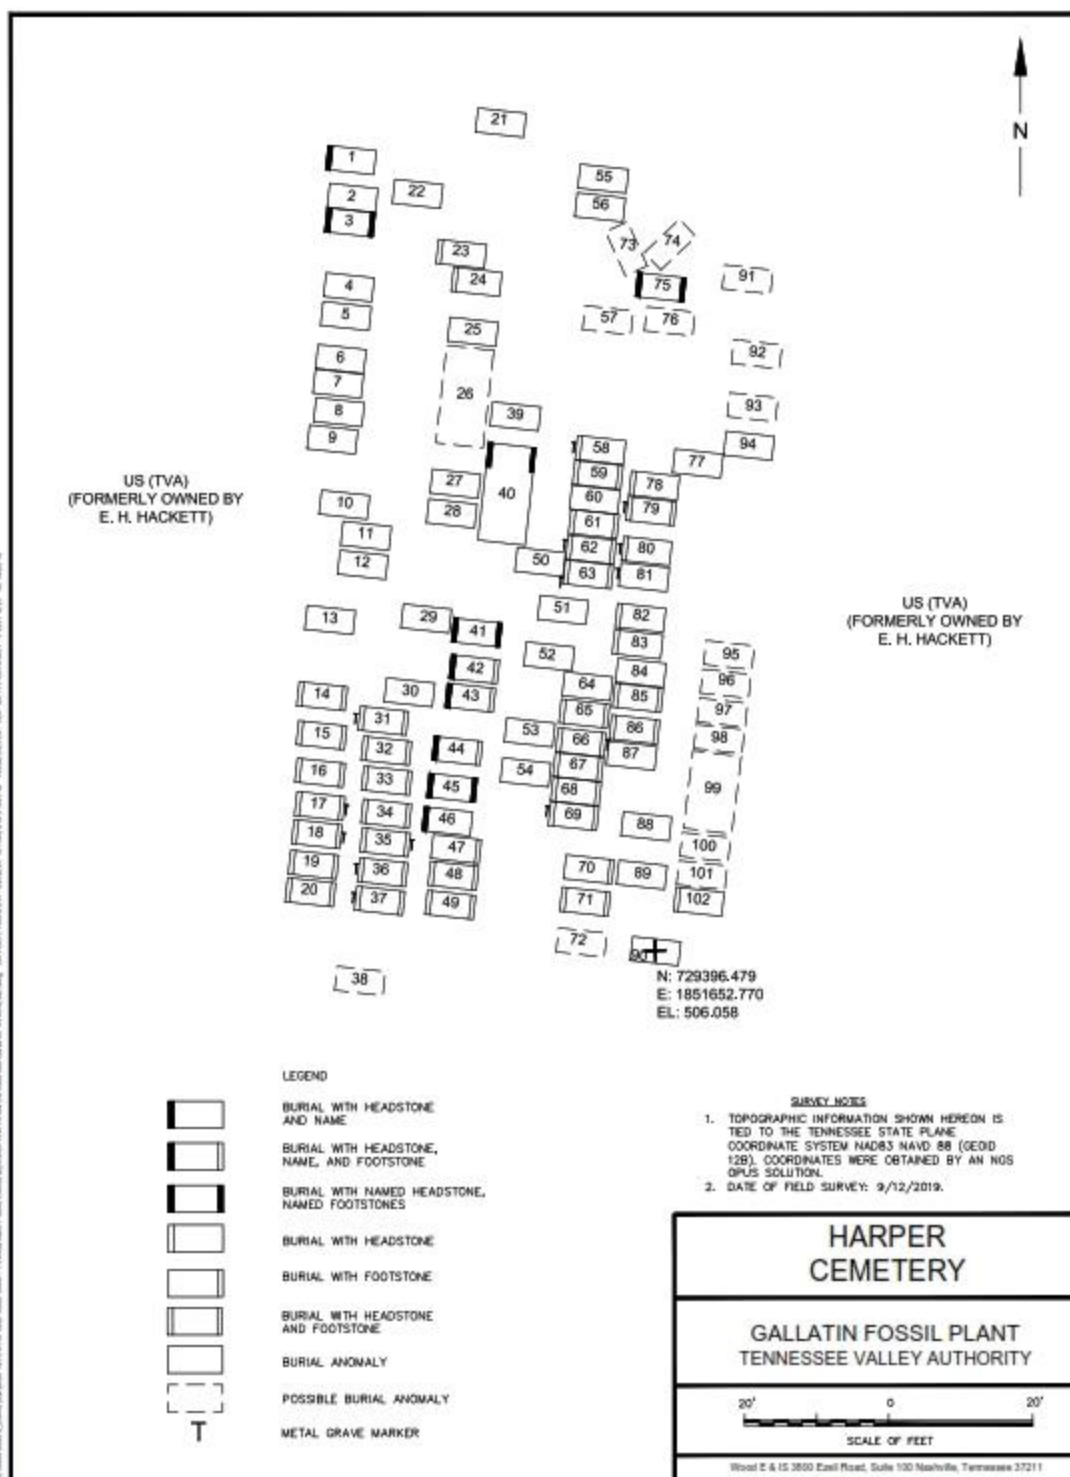 N
21
1
2
22
3
55
56
73
74
23
24
75
91
4
5
57
76
25
6
7
92
26
8
39
93
9
58
94
77
59
27
40
78
60
10
28
79
61
11
62
80
12
50
63
81
US (TVA)
(FORMERLY OWNED BY
E. H. HACKETT)
13
29
51
82
41
83
US (TVA)
(FORMERLY OWNED BY
E. H. HACKETT)
52
95
42
84
96
14
30
43
64
85
31
65
97
15
53
86
32
44
66
98
87
16
33
54
67
45
68
99
17
34
46
69
18
35
88
47
100
19
36
48
70
89
101
20
37
49
71
102
72
90
38
N: 729396.479
E: 1851652.770
EL: 506.058
LEGEND
BURIAL WITH HEADSTONE
AND NAME
BURIAL WITH HEADSTONE,
NAME, AND FOOTSTONE
BURIAL WITH NAMED HEADSTONE,
NAMED FOOTSTONES
BURIAL WITH HEADSTONE
BURIAL WITH FOOTSTONE
BURIAL WITH HEADSTONE
AND FOOTSTONE
BURIAL ANOMALY
POSSIBLE BURIAL ANOMALY
T METAL GRAVE MARKER
SURVEY NOTES
1. TOPOGRAPHIC INFORMATION SHOWN HEREON IS
TIED TO THE TENNESSEE STATE PLANE
COORDINATE SYSTEM NAD83 NAVD 88 (GEOID
12B). COORDINATES WERE OBTAINED BY AN NGS
OPUS SOLUTION.
2. DATE OF FIELD SURVEY: 9/12/2019.
HARPER
CEMETERY
GALLATIN FOSSIL PLANT
TENNESSEE VALLEY AUTHORITY
20' 0 20'
SCALE OF FEET
Wood E & IS 3800 Ezell Road, Suite 100 Nashville, Tennessee 37211